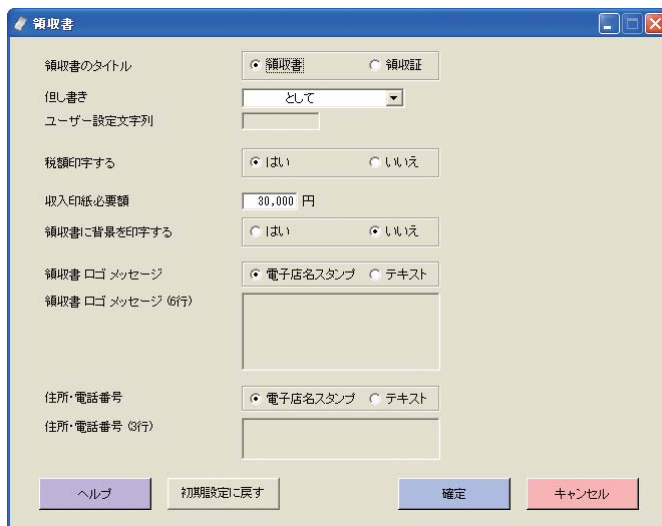 領収書
領収書のタイトル 領収書 領収証
但し書き として
ユーザー設定文字列
税額印字する はい いいえ
収入印紙必要額 30,000 円
領収書に背景を印字する はい いいえ
領収書 ロゴ メッセージ 電子店名スタンプ テキスト
領収書 ロゴ メッセージ (6行)
住所・電話番号 電子店名スタンプ テキスト
住所・電話番号 (3行)
ヘルプ 初期設定に戻す 確定 キャンセル